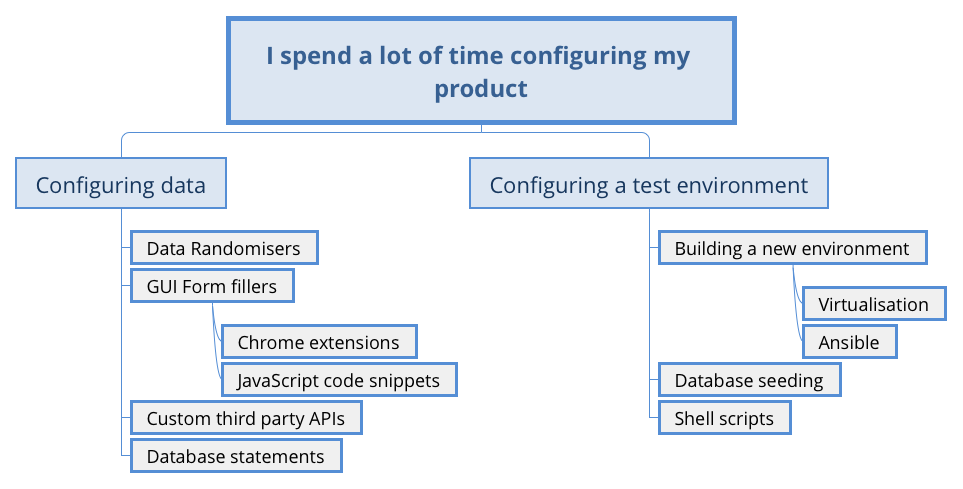 I spend a lot of time configuring my
product
Configuring data
Data Randomisers
GUI Form fillers
Chrome extensions
JavaScript code snippets
Custom third party APIs
Database statements
Configuring a test environment
Building a new environment
Virtualisation
Ansible
Database seeding
Shell scripts